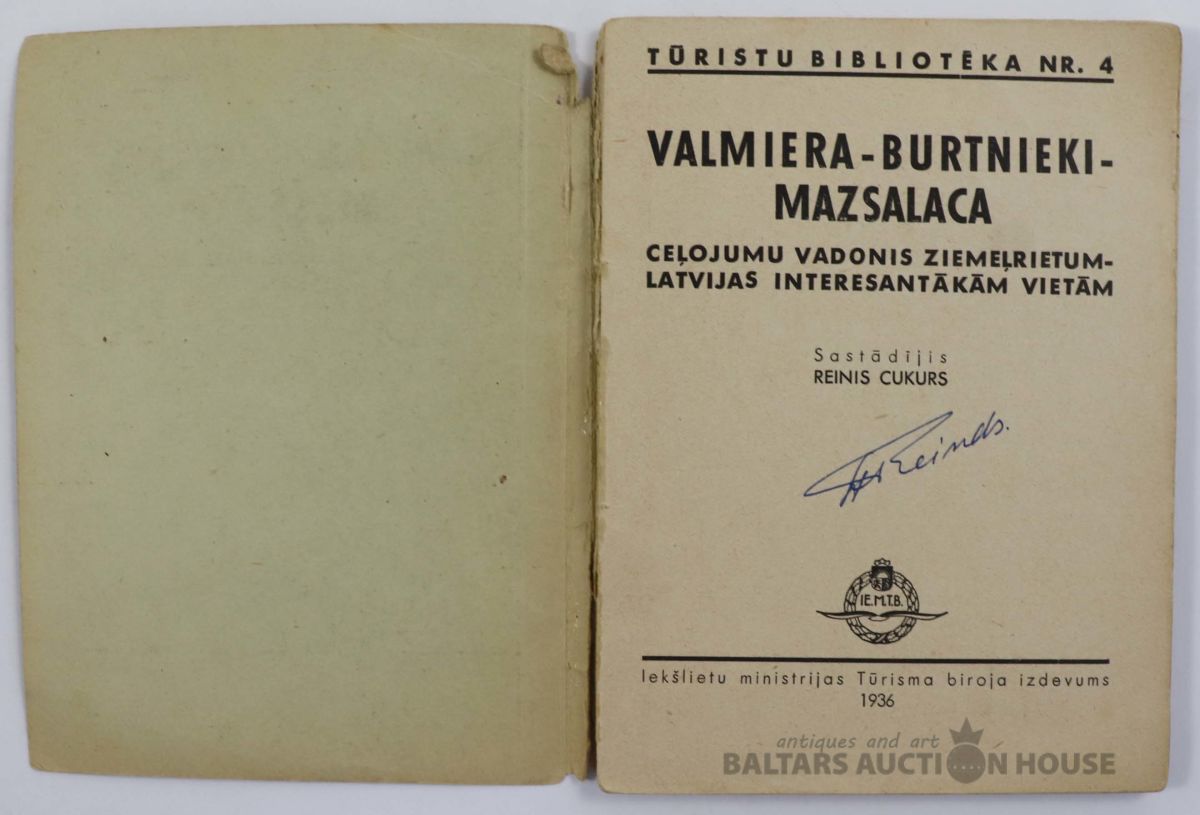 TŪRISTU BIBLIOTĒKA NR. 4
VALMIERA-BURTNIEKI-
MAZSALACA
CEĻOJUMU VADONIS ZIEMEĻRIETUM-
LATVIJAS INTERESANTĀKĀM VIETĀM
Sastādījis
REINIS CUKURS
IE.M.T.B.
Iekšlietu ministrijas Tūrisma biroja izdevums
1936
antiques and art
BALTARS AUCTION HOUSE